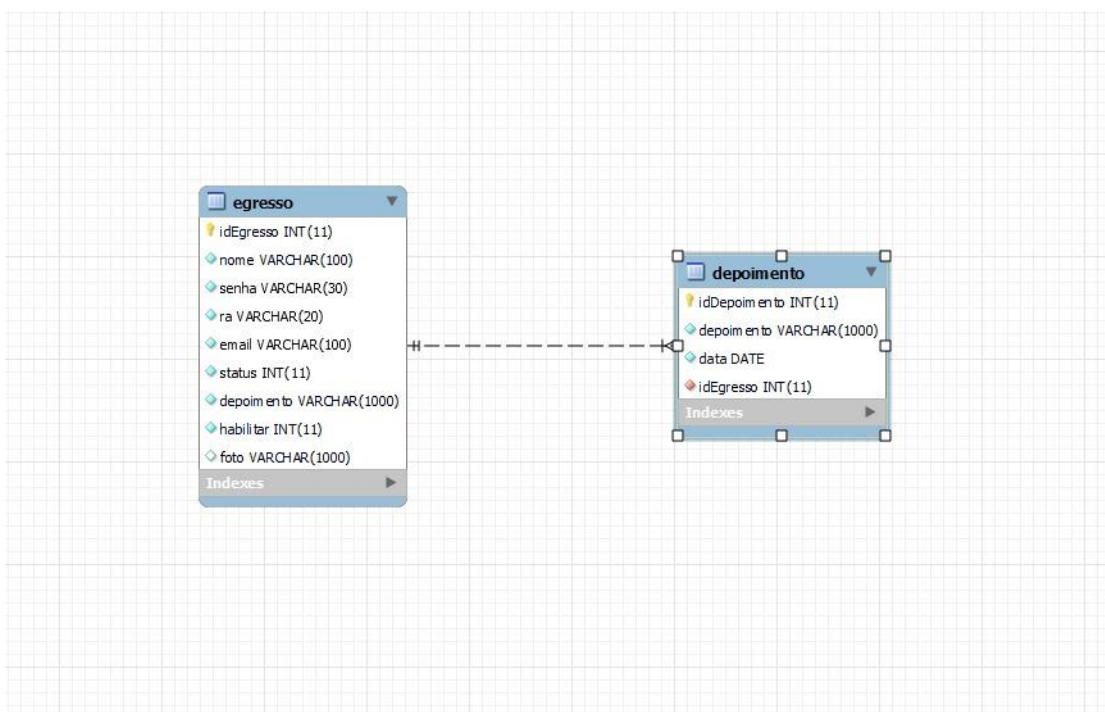 egresso
idEgresso INT(11)
nome VARCHAR(100)
senha VARCHAR(30)
ra VARCHAR(20)
email VARCHAR(100)
status INT(11)
depoimento VARCHAR(1000)
habilitar INT(11)
foto VARCHAR(1000)
Indexes
depoimento
idDepoimento INT(11)
depoimento VARCHAR(1000)
data DATE
idEgresso INT(11)
Indexes